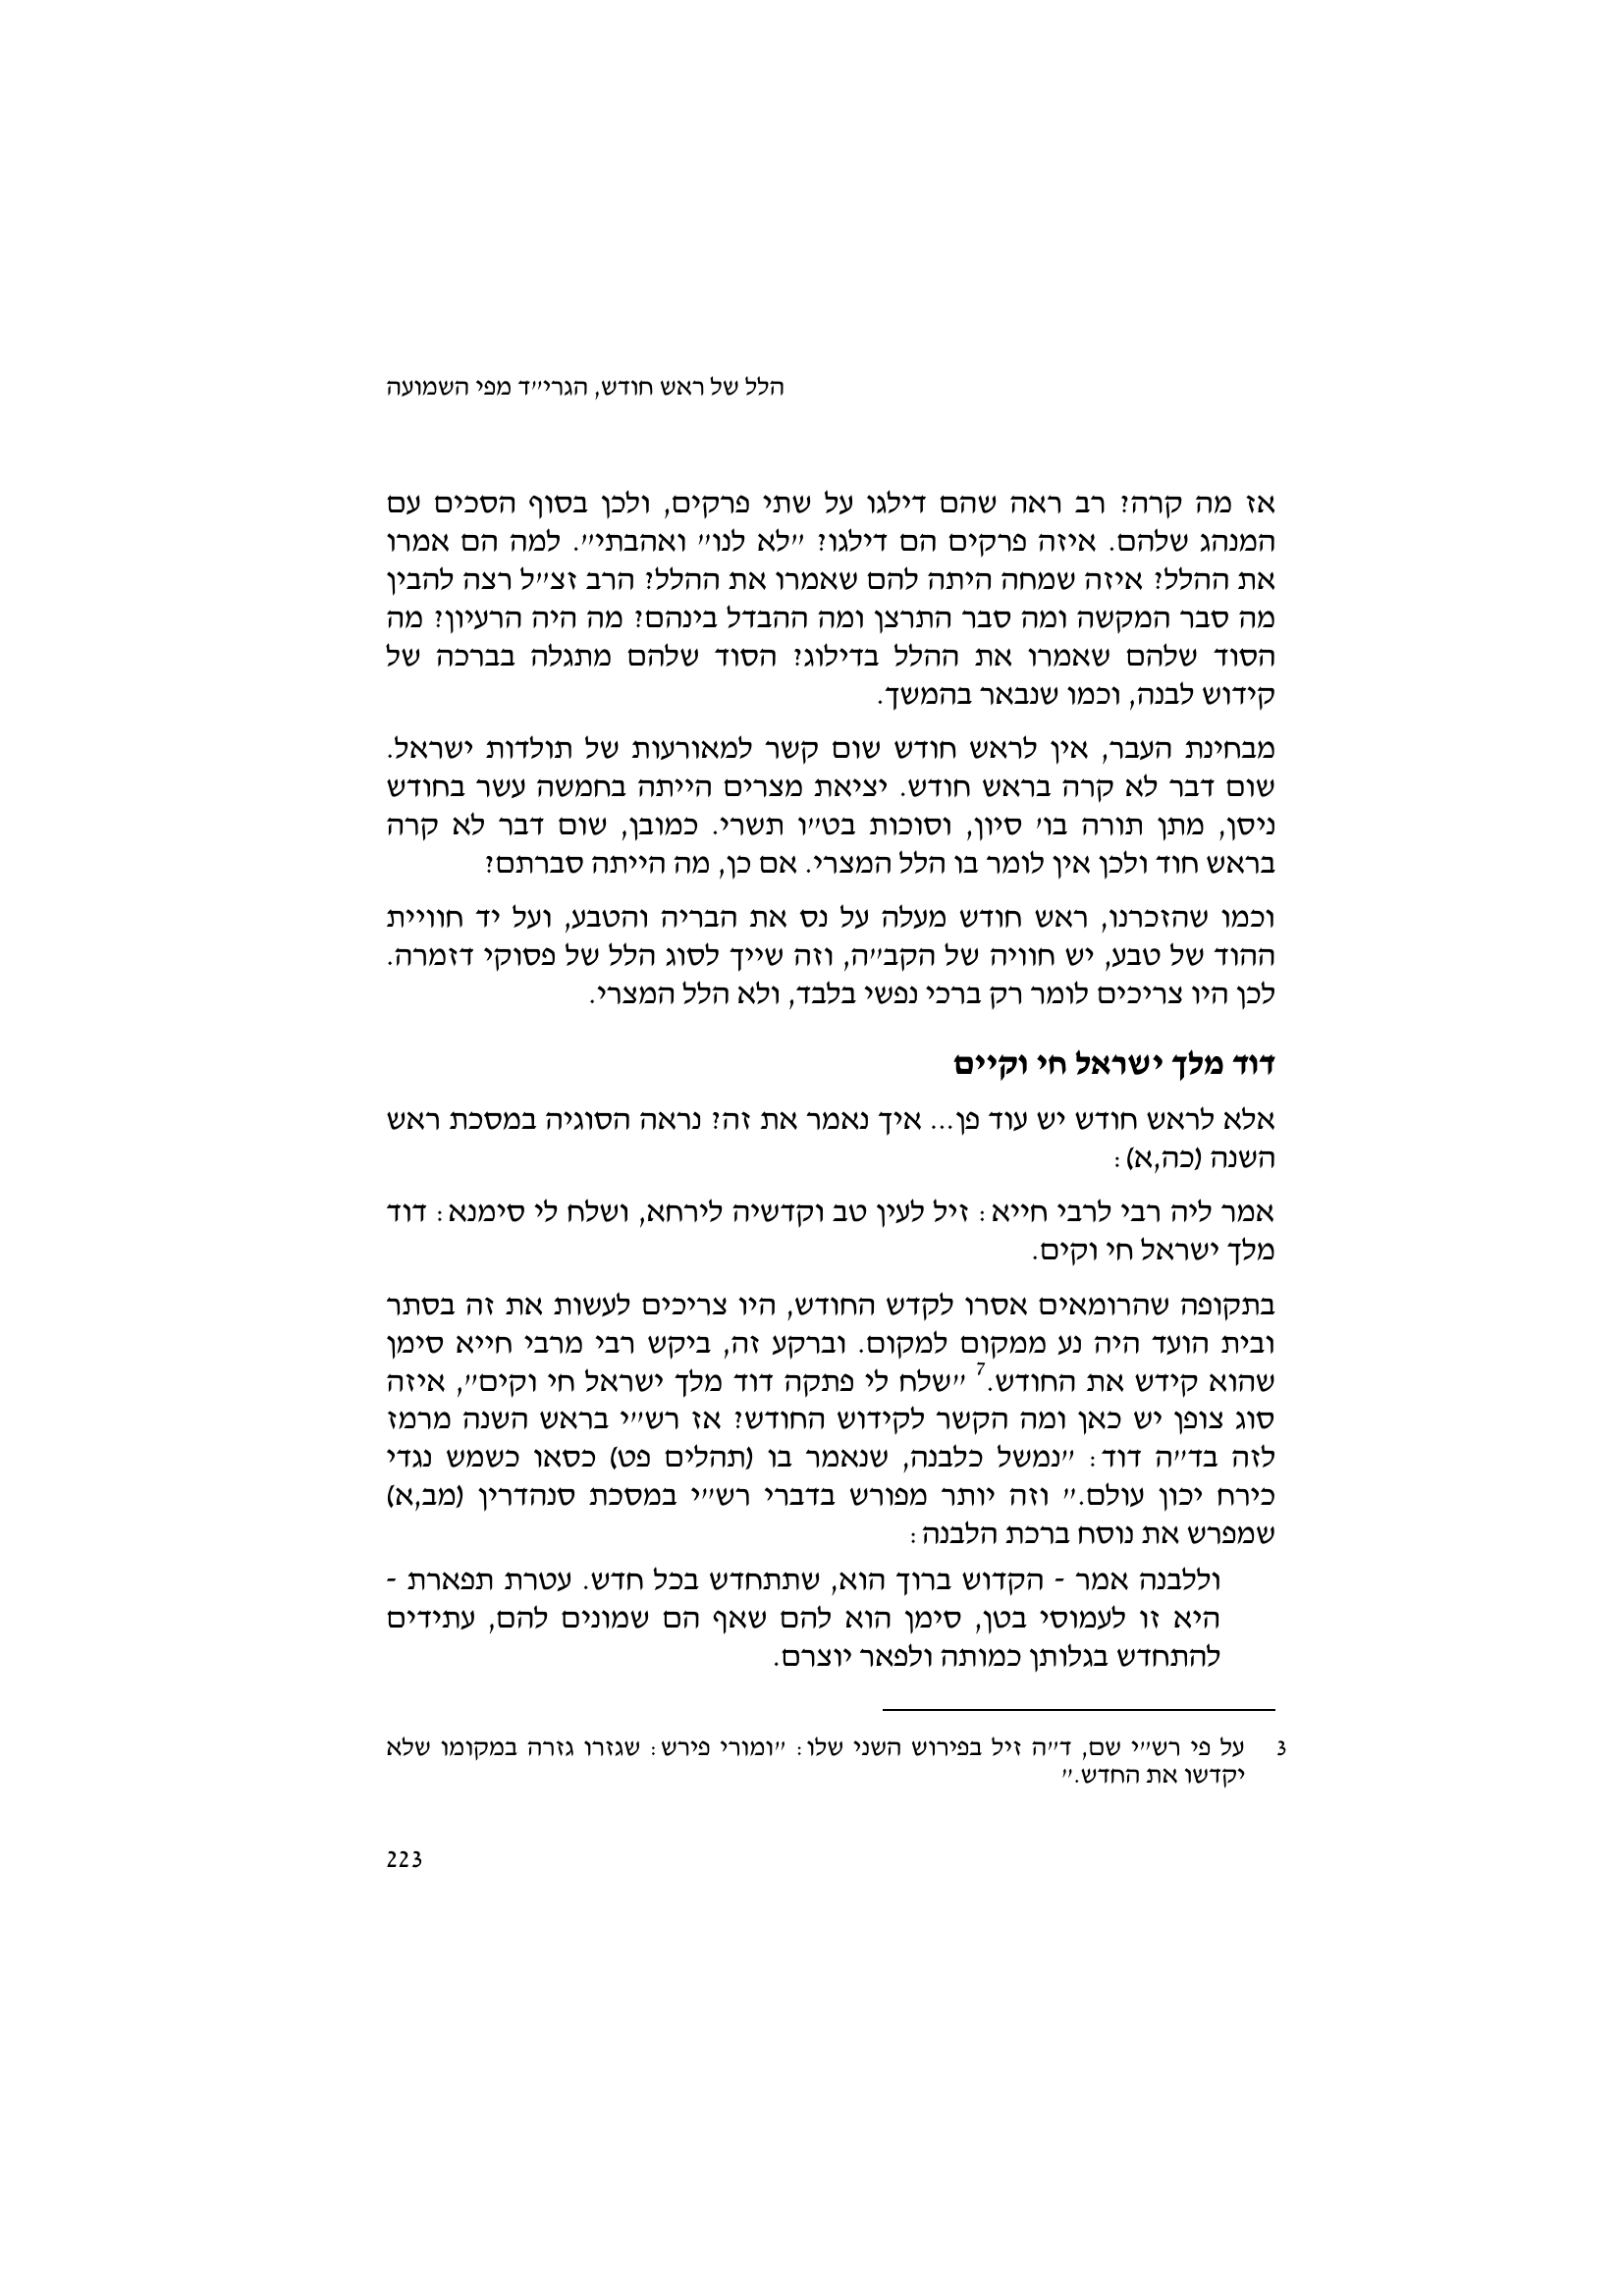 הלל של ראש חודש, הגרי״ד מפי השמועה
אז מה קרה? רב ראה שהם דילגו על שתי פרקים, ולכן בסוף הסכים עם
המנהג שלהם. איזה פרקים הם דילגו? ״לא לנו״ ואהבתי״. למה הם אמרו
את ההלל? איזה שמחה היתה להם שאמרו את ההלל? הרב זצ״ל רצה להבין
מה סבר המקשה ומה סבר התרצן ומה ההבדל בינהם? מה היה הרעיון? מה
הסוד שלהם שאמרו את ההלל בדילוג? הסוד שלהם מתגלה בברכה של
קידוש לבנה, וכמו שנבאר בהמשך.
מבחינת העבר, אין לראש חודש שום קשר למאורעות של תולדות ישראל.
שום דבר לא קרה בראש חודש. יציאת מצרים הייתה בחמשה עשר בחודש
ניסן, מתן תורה בו׳ סיון, וסוכות בט״ו תשרי. כמובן, שום דבר לא קרה
בראש חוד ולכן אין לומר בו הלל המצרי. אם כן, מה הייתה סברתם?
וכמו שהזכרנו, ראש חודש מעלה על נס את הבריה והטבע, ועל יד חוויית
ההוד של טבע, יש חוויה של הקב״ה, וזה שייך לסוג הלל של פסוקי דזמרה.
לכן היו צריכים לומר רק ברכי נפשי בלבד, ולא הלל המצרי.
דוד מלך ישראל חי וקיים
אלא לראש חודש יש עוד פן... איך נאמר את זה? נראה הסוגיה במסכת ראש
השנה (כה,א):
אמר ליה רבי לרבי חייא: זיל לעין טב וקדשיה לירחא, ושלח לי סימנא: דוד
מלך ישראל חי וקים.
בתקופה שהרומאים אסרו לקדש החודש, היו צריכים לעשות את זה בסתר
ובית הועד היה נע ממקום למקום. וברקע זה, ביקש רבי מרבי חייא סימן
שהוא קידש את החודש.7 ״שלח לי פתקה דוד מלך ישראל חי וקים״, איזה
סוג צופן יש כאן ומה הקשר לקידוש החודש? אז רש״י בראש השנה מרמז
לזה בד״ה דוד: ״נמשל כלבנה, שנאמר בו (תהלים פט) כסאו כשמש נגדי
כירח יכון עולם.״ וזה יותר מפורש בדברי רש״י במסכת סנהדרין (מב,א)
שמפרש את נוסח ברכת הלבנה:
וללבנה אמר - הקדוש ברוך הוא, שתתחדש בכל חדש. עטרת תפארת -
היא זו לעמוסי בטן, סימן הוא להם שאף הם שמונים להם, עתידים
להתחדש בגלותן כמותה ולפאר יוצרם.
3 על פי רש״י שם, ד״ה זיל בפירוש השני שלו: ״ומורי פירש: שגזרו גזרה במקומו שלא
יקדשו את החדש.״
223